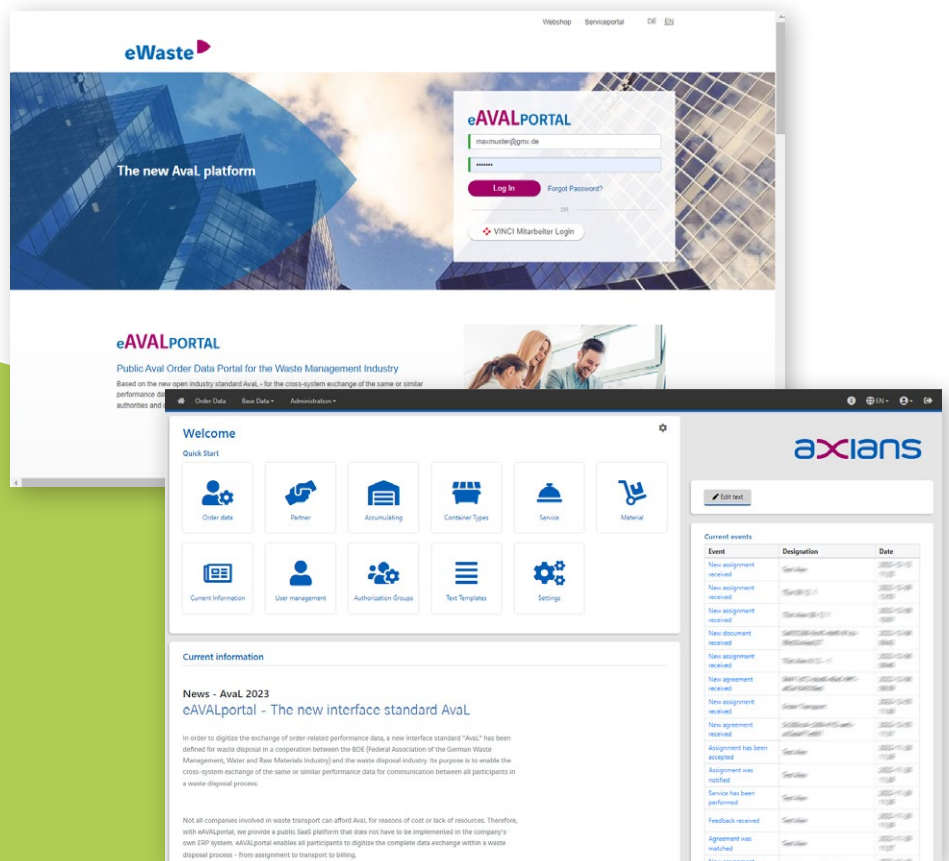 Webshop Serviceportal DE EN
eWaste
The new AvaL platform
eAVALPORTAL
maxmuster@gmx.de
Log In Forgot Password?
OR
VINCI Mitarbeiter Login
eAVALPORTAL
Public Aval Order Data Portal for the Waste Management Industry
Based on the new open industry standard AvaL - for the cross-system exchange of the same or similar
performance
authorities and
Order Data Base Data Administration EN
Welcome
Quick Start
Order data Partner Accumulating Container Types Service Material
Current Information User management Authorization Groups Text Templates Settings
Current information
News - AvaL 2023
eAVALportal - The new interface standard AvaL
In order to digitize the exchange of order-related performance data, a new interface standard "AvaL" has been
defined for waste disposal in a cooperation between the BDE (Federal Association of the German Waste
Management, Water and Raw Materials Industry) and the waste disposal industry. Its purpose is to enable the
cross-system exchange of the same or similar performance data for communication between all participants in
a waste disposal process.
Not all companies involved in waste transport can afford AvaL for reasons of cost or lack of resources. Therefore,
with eAVALportal, we provide a public SaaS platform that does not have to be implemented in the company's
own ERP system. eAVALportal enables all participants to digitize the complete data exchange within a waste
disposal process - from assignment to transport to billing.
axians
Edit text
Current events
Event Designation Date
New assignment
received
New assignment
received
New assignment
received
New document
received
New assignment
received
New agreement
received
New assignment
received
New agreement
received
Assignment has been
accepted
Assignment was
notified
Service has been
performed
Feedback received
Agreement was
matched
New assignment